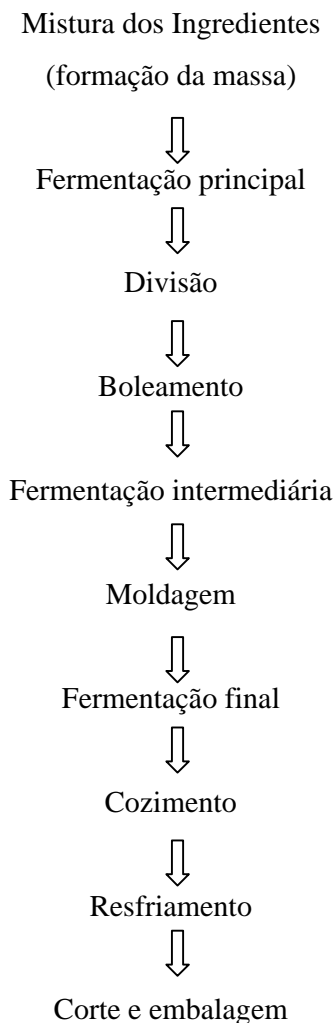 Mistura dos Ingredientes
(formação da massa)
Fermentação principal
Divisão
Boleamento
Fermentação intermediária
Moldagem
Fermentação final
Cozimento
Resfriamento
Corte e embalagem